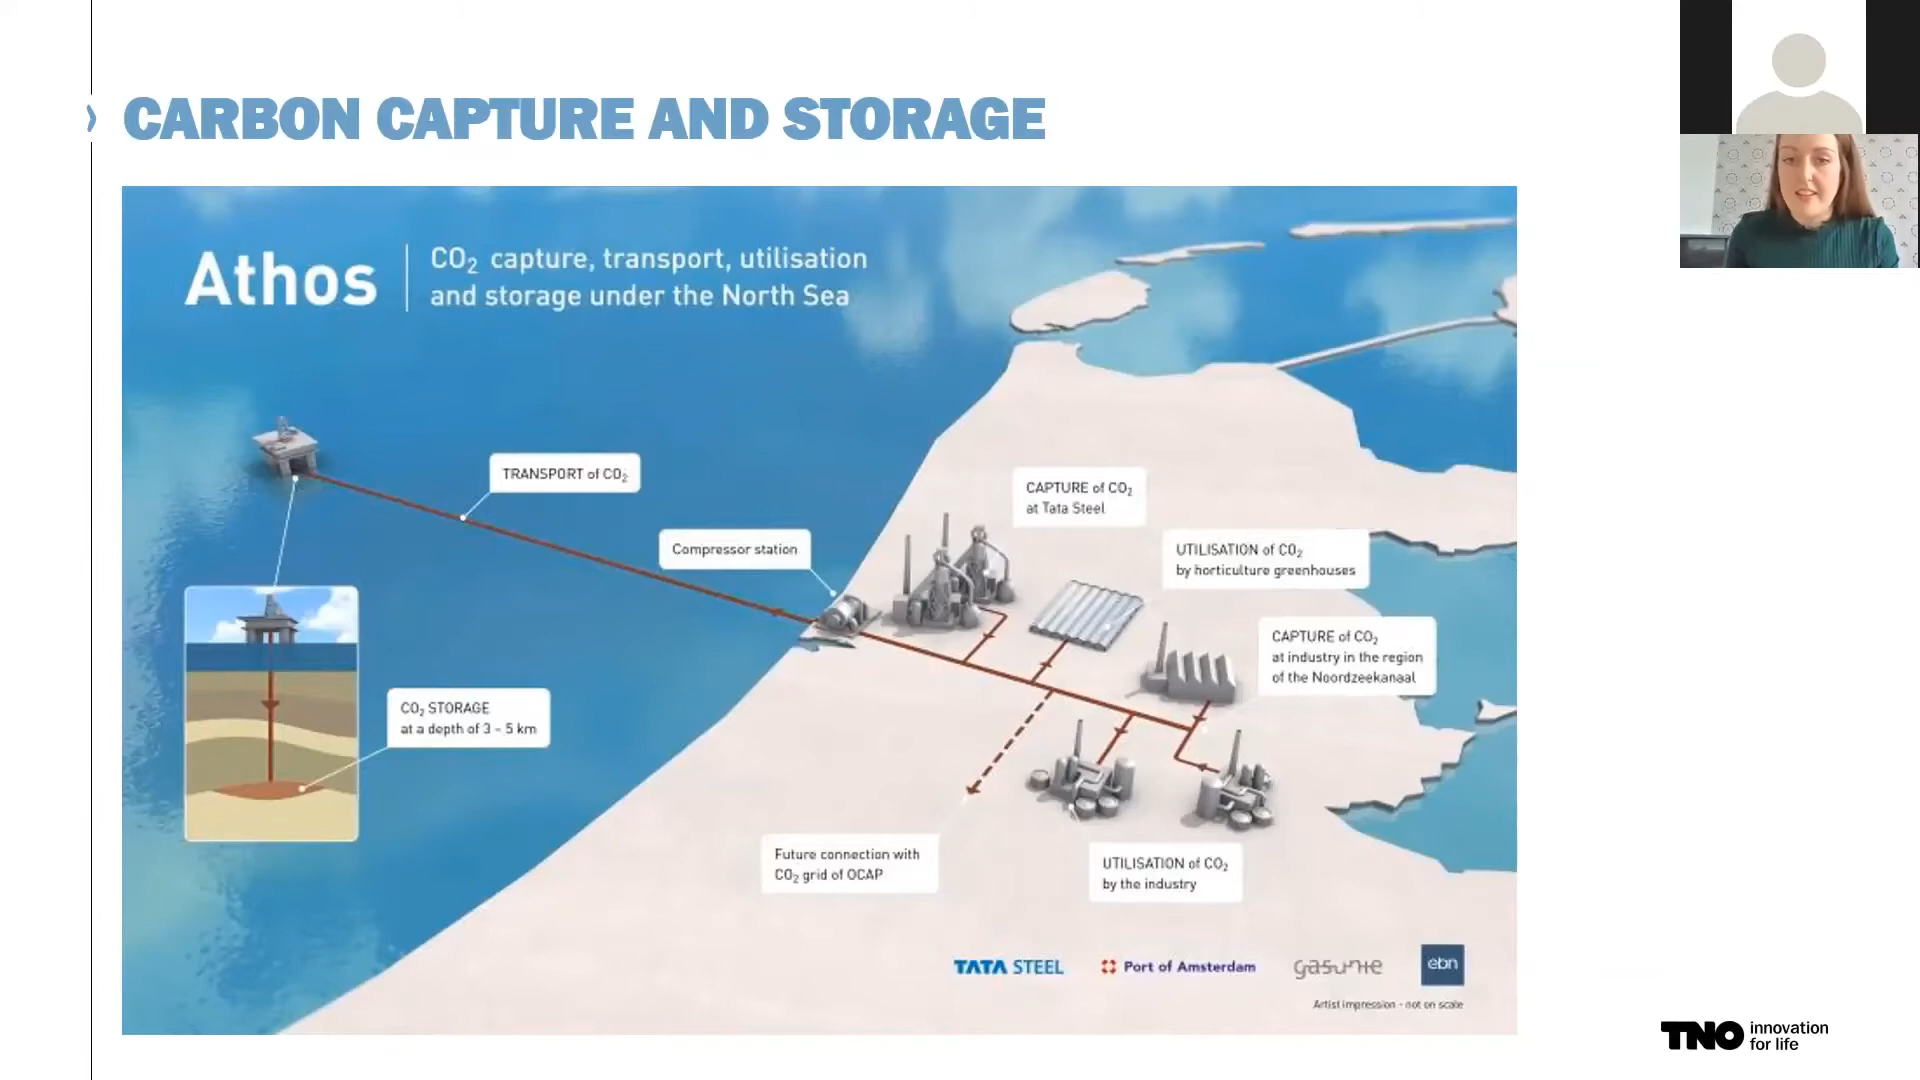 CARBON CAPTURE AND STORAGE
Athos
CO₂ capture, transport, utilisation
and storage under the North Sea
TRANSPORT of CO₂
Compressor station
CAPTURE of CO₂
at Tata Steel
UTILISATION of CO₂
by horticulture greenhouses
CAPTURE of CO₂
at industry in the region
of the Noordzeekanaal
CO₂ STORAGE
at a depth of 3 - 5 km
Future connection with
CO₂ grid of OCAP
UTILISATION of CO₂
by the industry
TATA STEEL
Port of Amsterdam
gasunie
ebn
Artist impression - not on scale
TNO innovation
for life